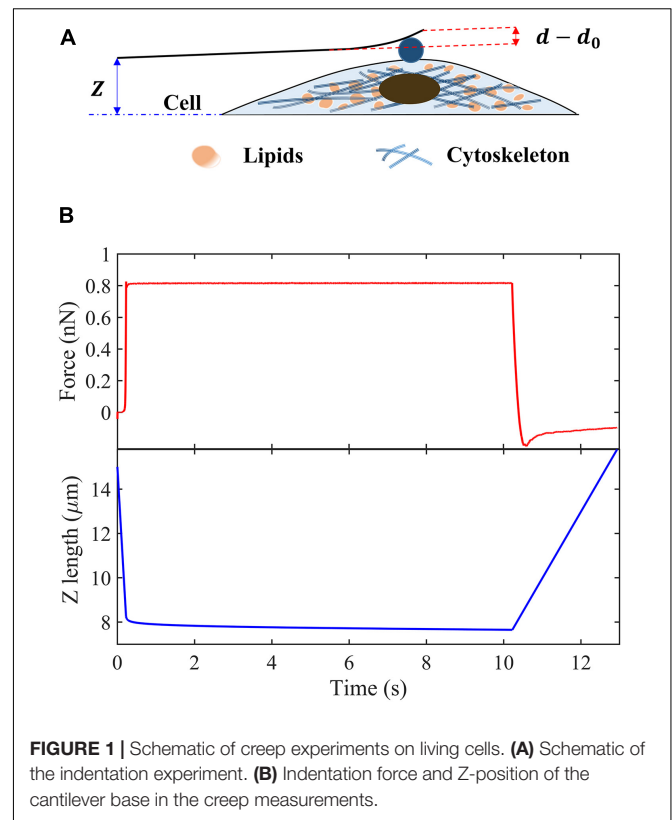 A
d − d₀
Z
Cell
Lipids
Cytoskeleton
B
1
0.8
0.6
0.4
0.2
0
Force (nN)
14
12
10
8
Z length (μm)
0 2 4 6 8 10 12
Time (s)
FIGURE 1 | Schematic of creep experiments on living cells. (A) Schematic of
the indentation experiment. (B) Indentation force and Z-position of the
cantilever base in the creep measurements.